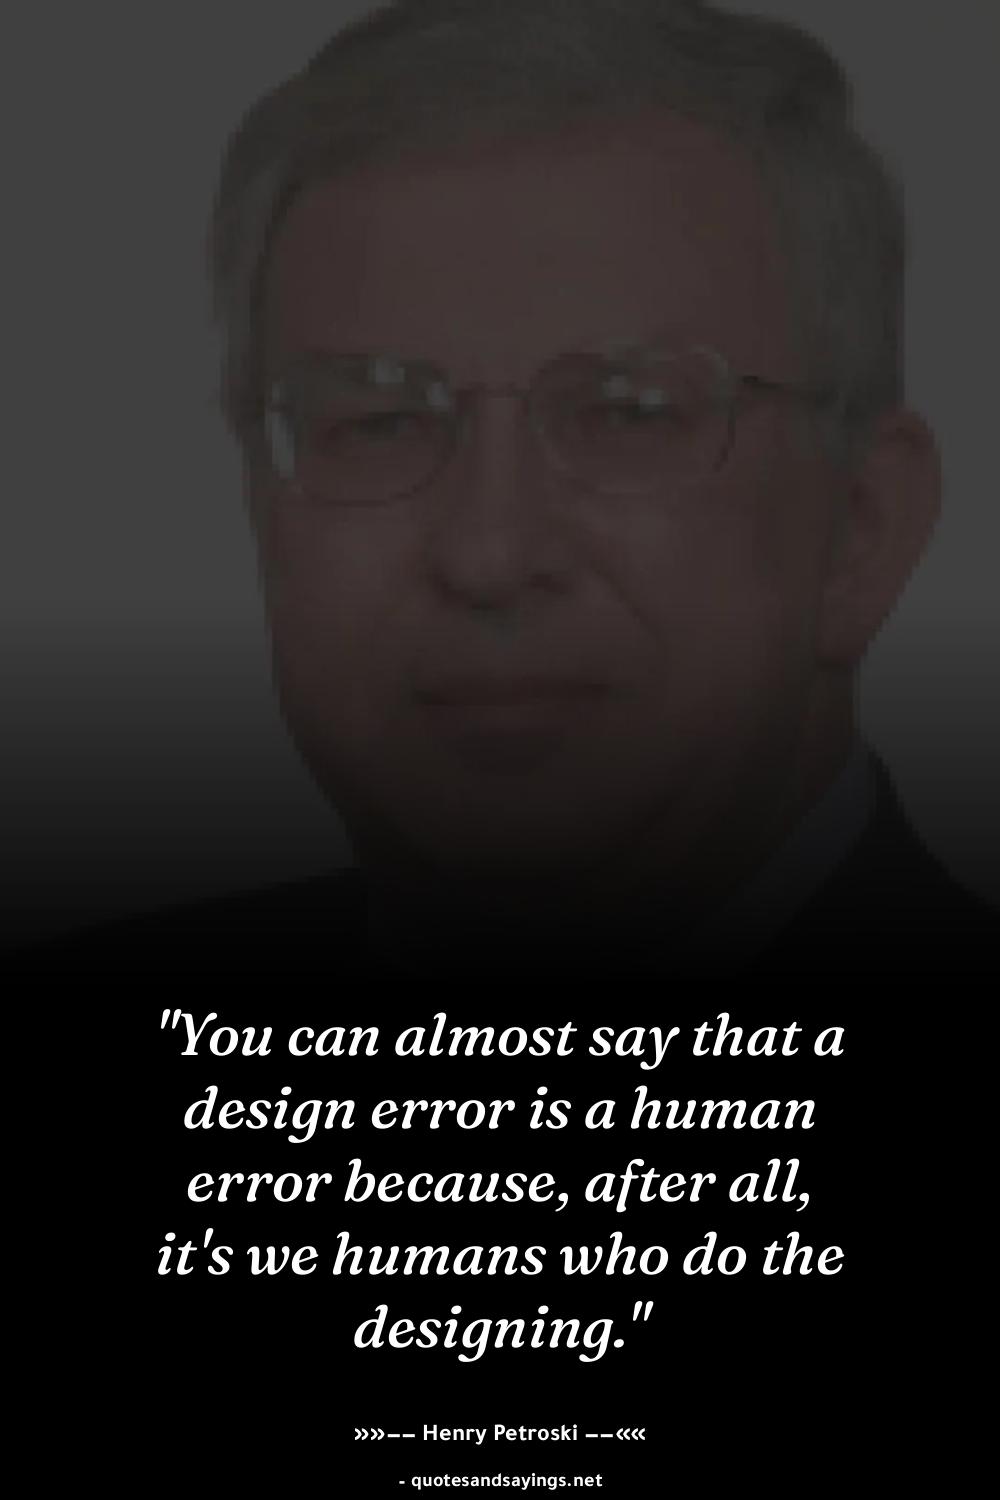 "You can almost say that a
design error is a human
error because, after all,
it's we humans who do the
designing."
»»−− Henry Petroski −−««
- quotesandsayings.net